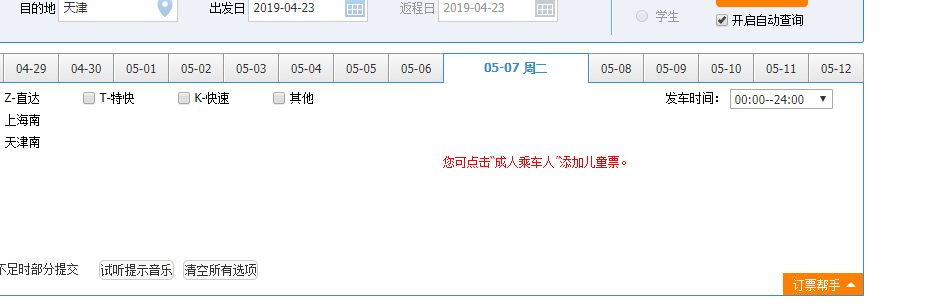 目的地 天津 出发日 2019-04-23 返程日 2019-04-23 学生
开启自动查询
04-29 04-30 05-01 05-02 05-03 05-04 05-05 05-06 05-07 周二 05-08 05-09 05-10 05-11 05-12
Z-直达 T-特快 K-快速 其他 发车时间： 00:00--24:00
上海南
天津南
您可点击“成人乘车人”添加儿童票。
不足时部分提交 试听提示音乐 清空所有选项
订票帮手